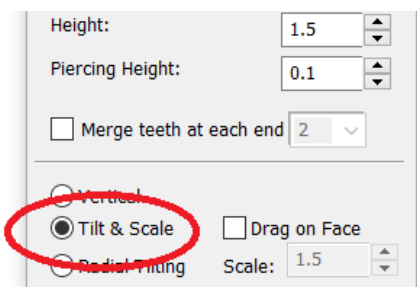 Height: 1.5
Piercing Height: 0.1
Merge teeth at each end 2
Vertical
Tilt & Scale Drag on Face
Radial Tilting Scale: 1.5